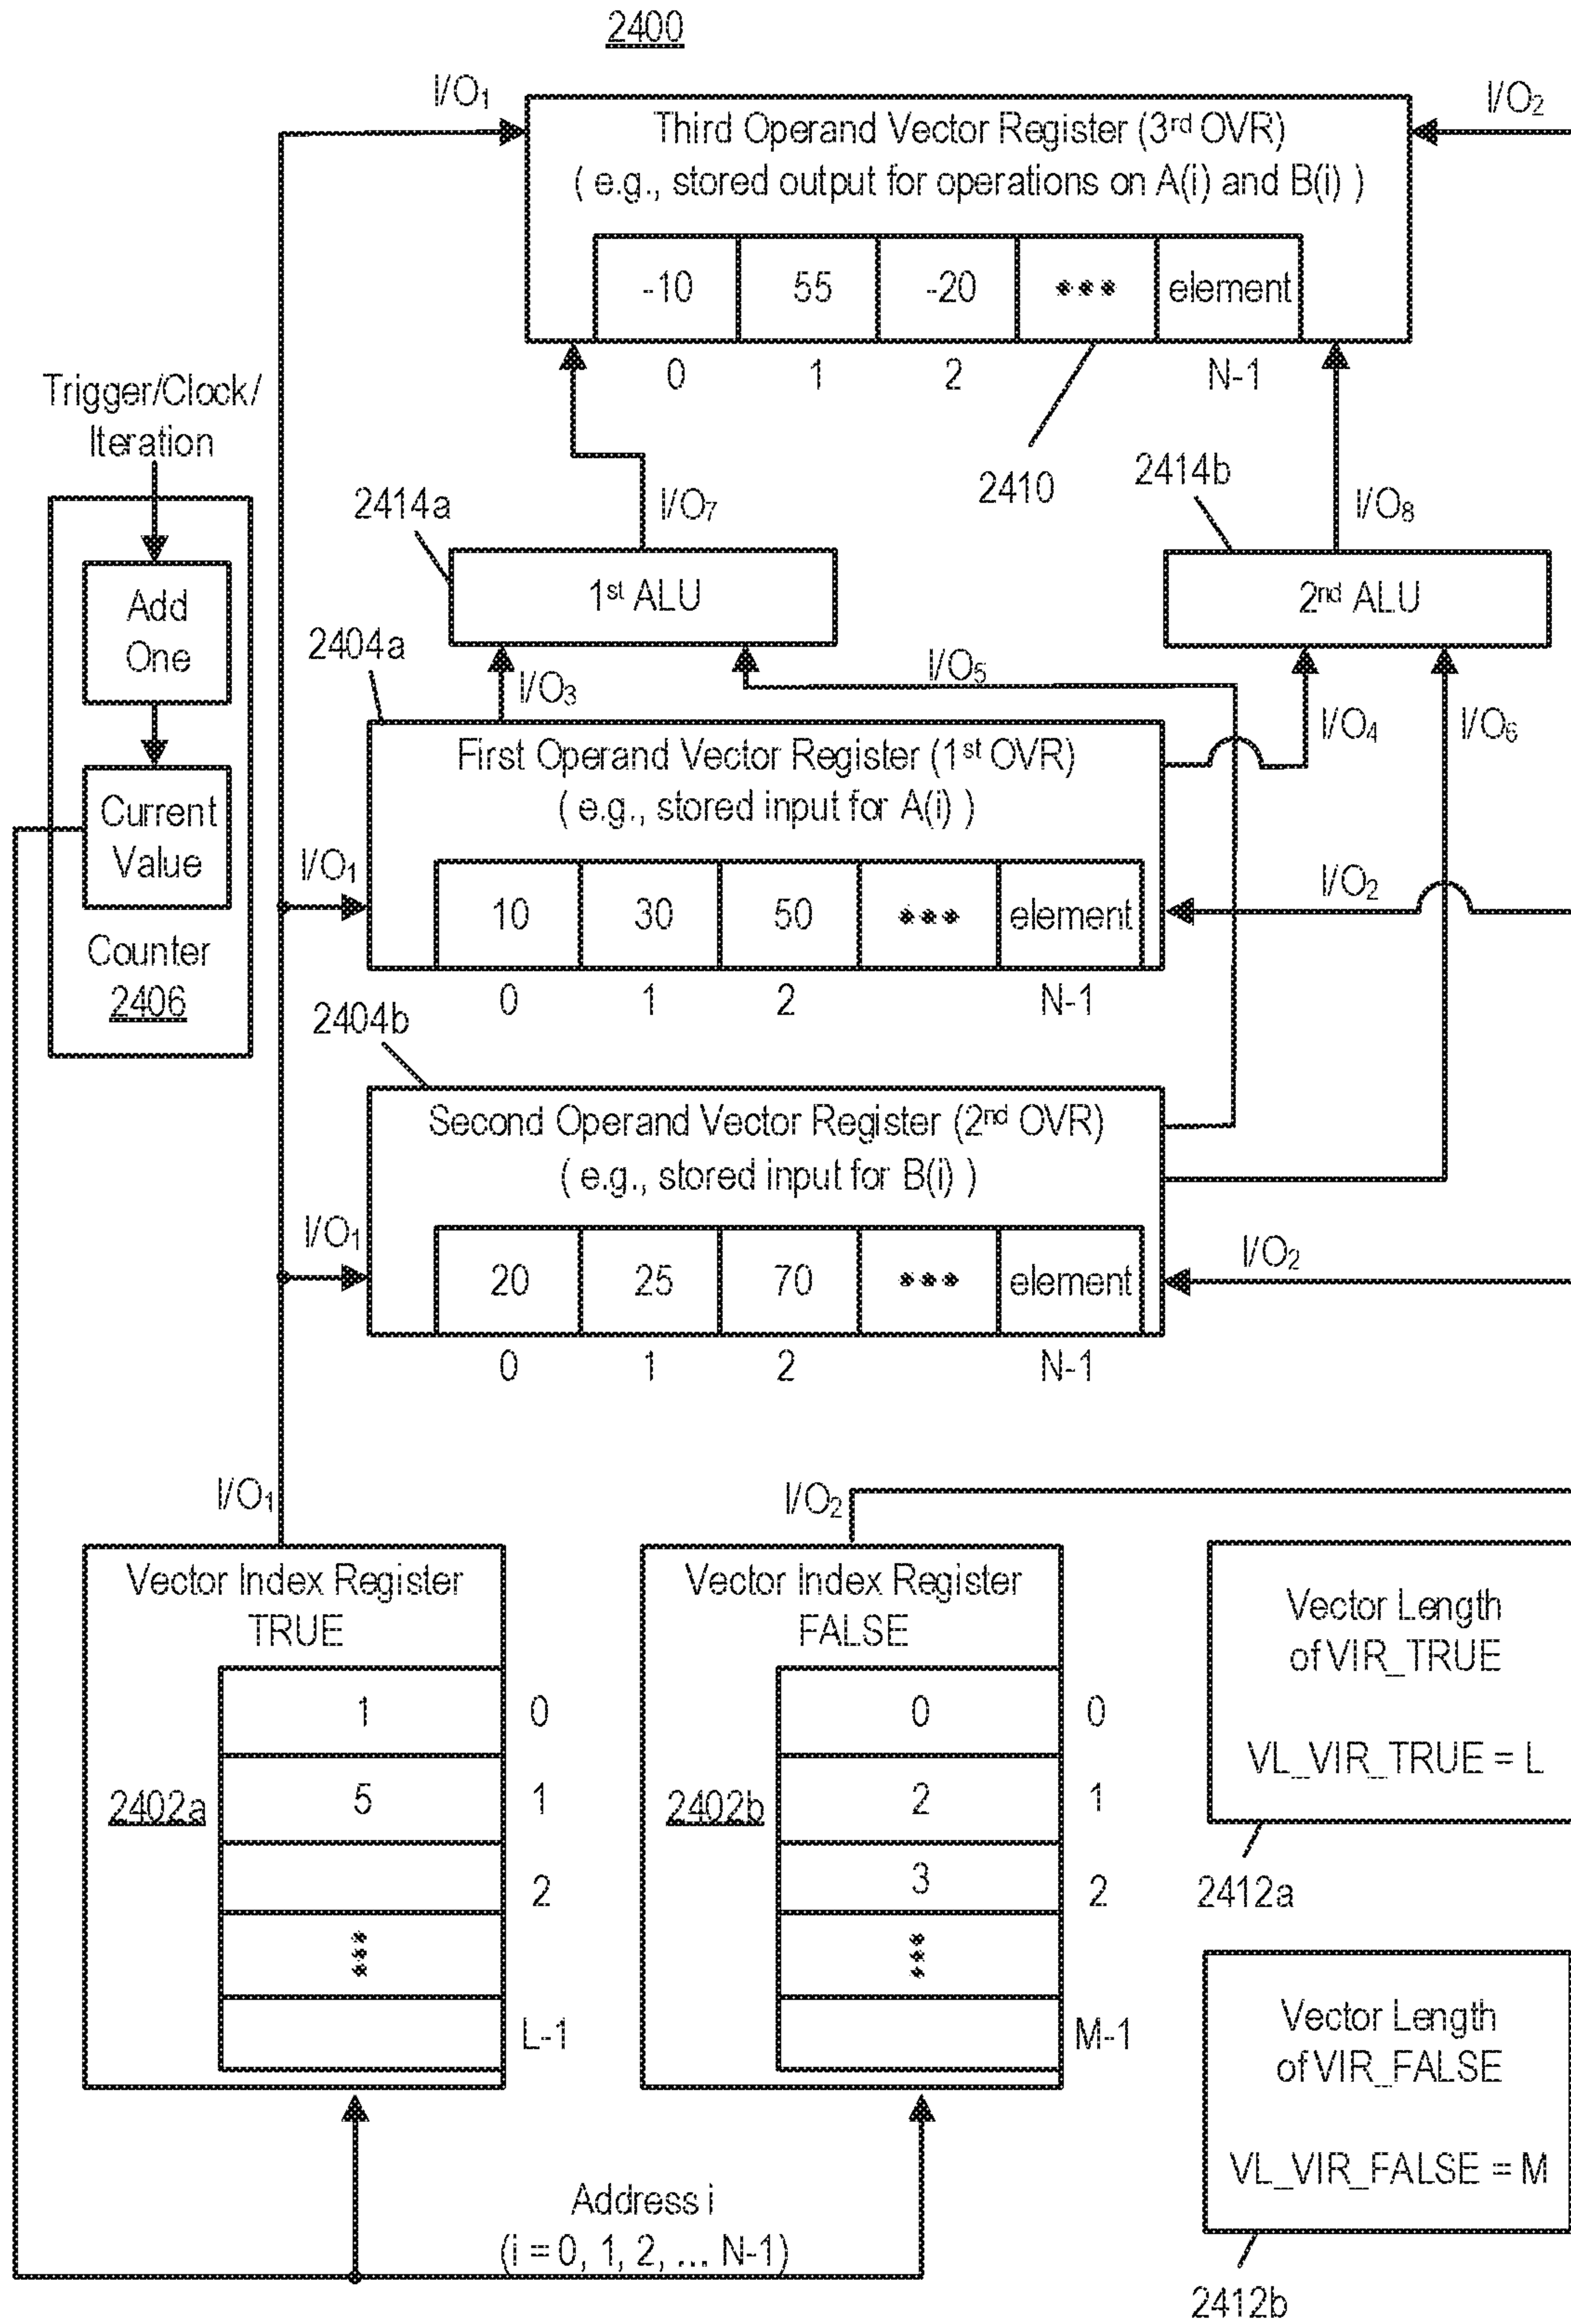 2400
I/O1
I/O2
Third Operand Vector Register (3rd OVR)
( e.g., stored output for operations on A(i) and B(i) )
-10 55 -20 ••• element
0 1 2 N-1
2410
Trigger/Clock/
Iteration
2414a
I/O7
2414b
I/O8
Add
One
1st ALU
2nd ALU
2404a
I/O3
I/O5
I/O4
I/O6
First Operand Vector Register (1st OVR)
( e.g., stored input for A(i) )
Current
Value
I/O1
I/O2
10 30 50 ••• element
0 1 2 N-1
Counter
2406
2404b
Second Operand Vector Register (2nd OVR)
( e.g., stored input for B(i) )
I/O1
I/O2
20 25 70 ••• element
0 1 2 N-1
I/O1
I/O2
Vector Index Register
TRUE
2402a
1 0
5 1
2
•••
L-1
Vector Index Register
FALSE
2402b
0 0
2 1
3 2
•••
M-1
Vector Length
of VIR_TRUE
VL_VIR_TRUE = L
2412a
Vector Length
of VIR_FALSE
VL_VIR_FALSE = M
2412b
Address i
(i = 0, 1, 2, ... N-1)